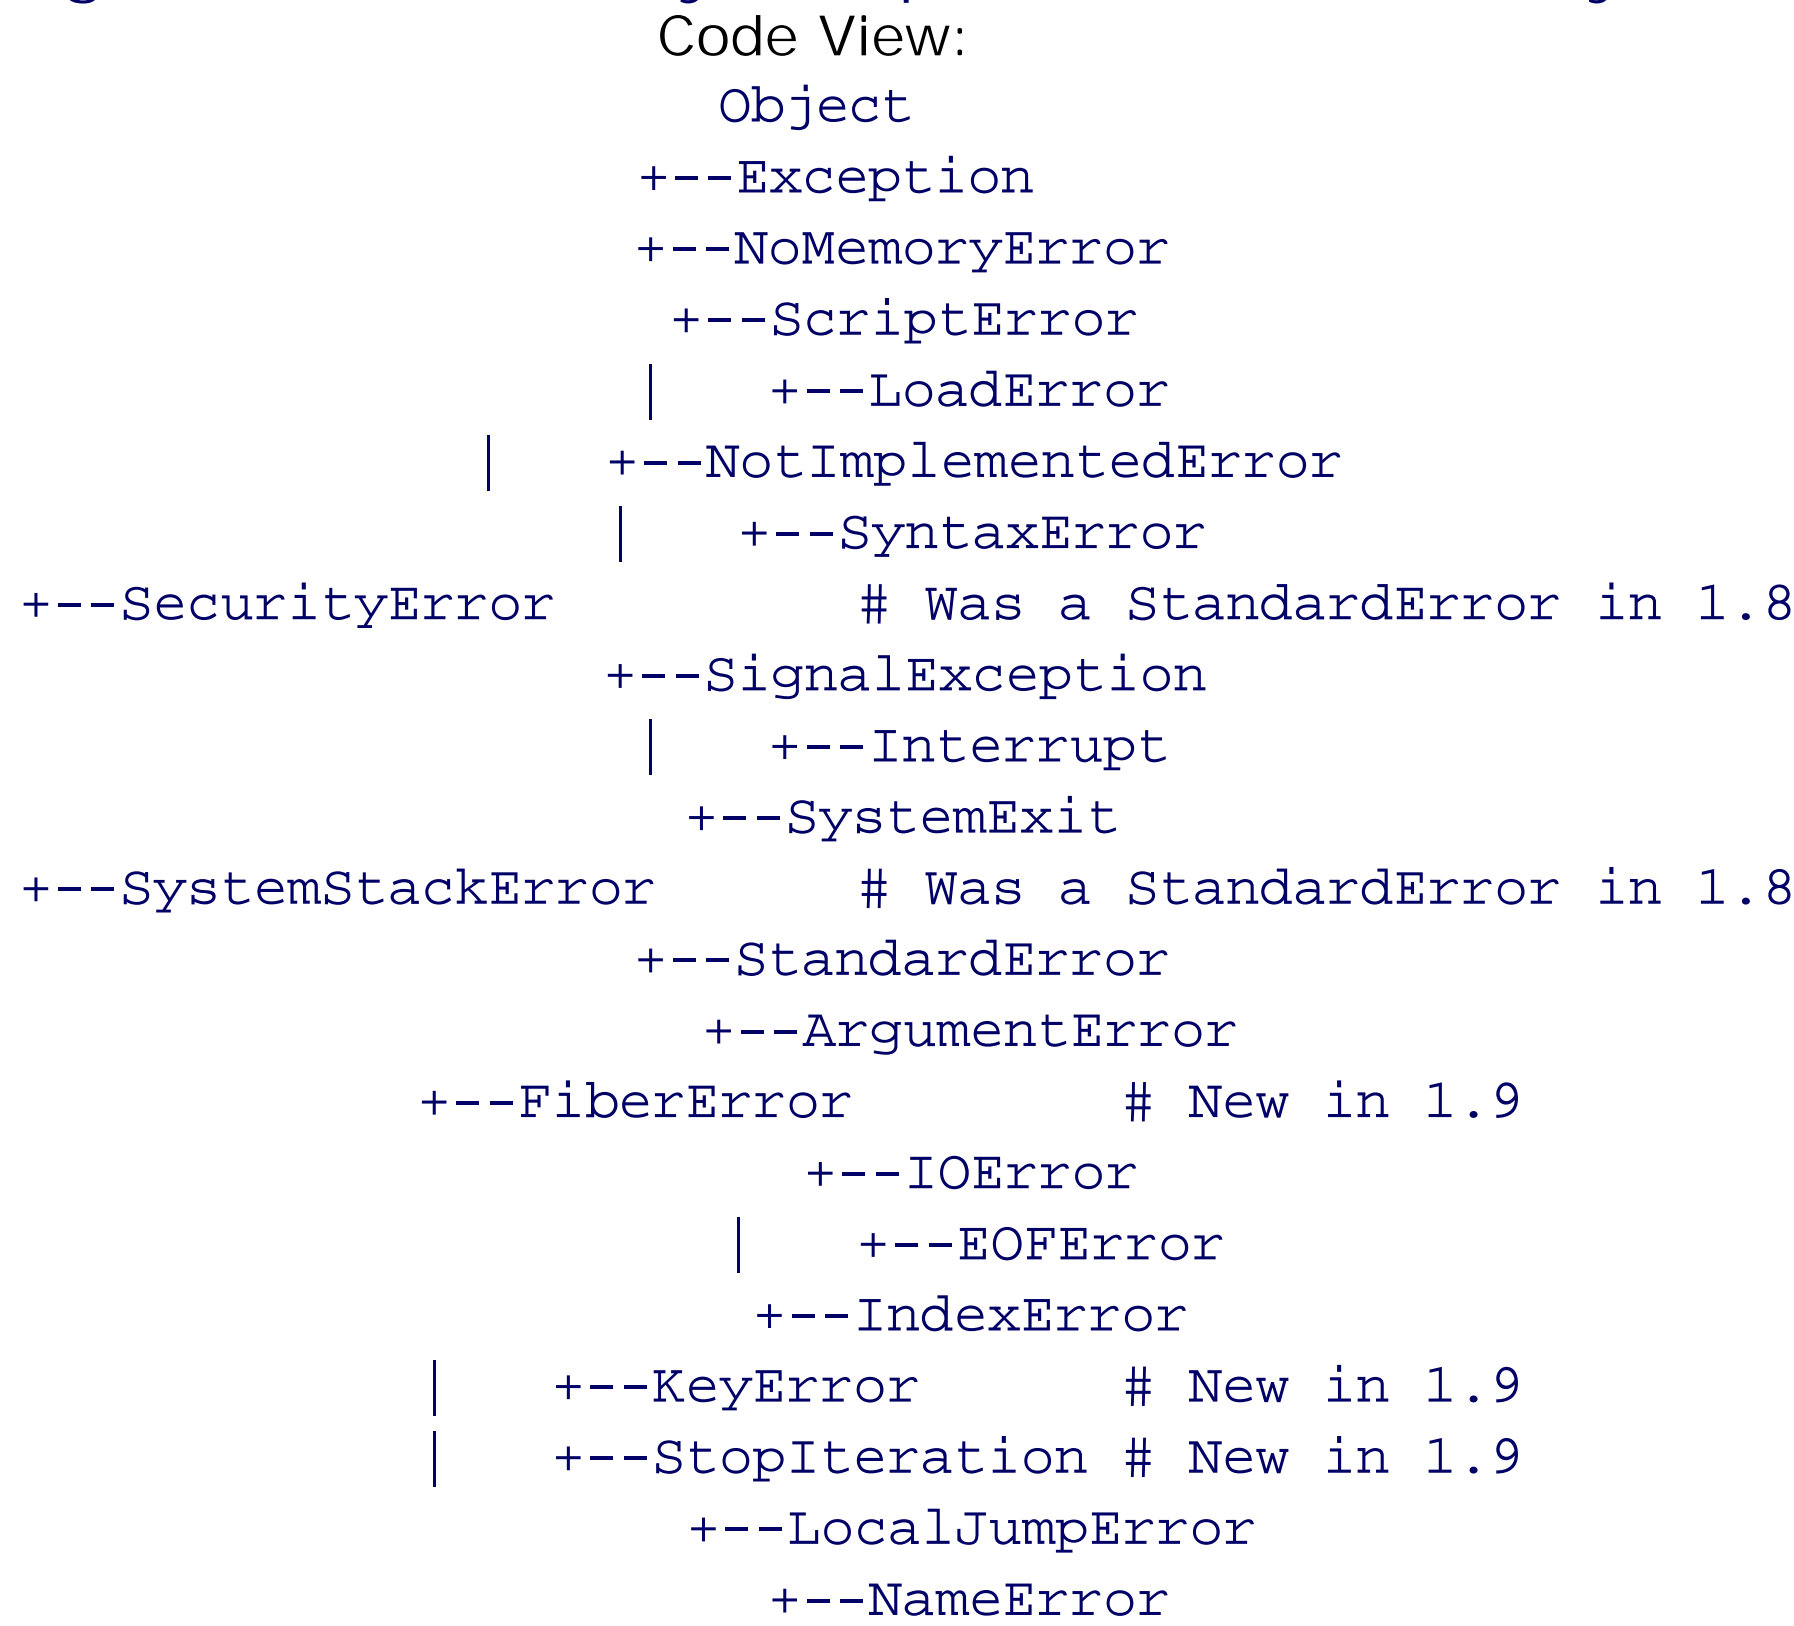 Code View:
Object
+--Exception
+--NoMemoryError
+--ScriptError
|   +--LoadError
|   +--NotImplementedError
|   +--SyntaxError
+--SecurityError         # Was a StandardError in 1.8
+--SignalException
|   +--Interrupt
+--SystemExit
+--SystemStackError      # Was a StandardError in 1.8
+--StandardError
+--ArgumentError
+--FiberError        # New in 1.9
+--IOError
|   +--EOFError
+--IndexError
|   +--KeyError      # New in 1.9
|   +--StopIteration # New in 1.9
+--LocalJumpError
+--NameError